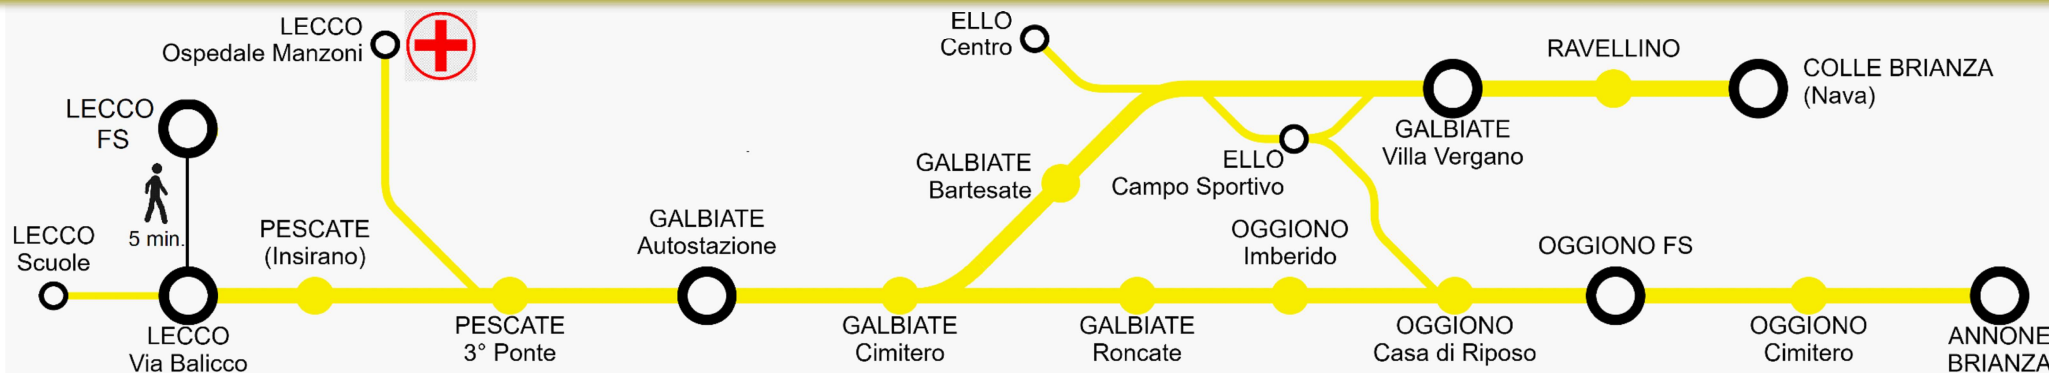 LECCO
Ospedale Manzoni
LECCO
FS
5 min.
LECCO
Scuole
LECCO
Via Balicco
PESCATE
(Insirano)
PESCATE
3° Ponte
GALBIATE
Autostazione
GALBIATE
Cimitero
GALBIATE
Bartesate
ELLO
Centro
ELLO
Campo Sportivo
GALBIATE
Villa Vergano
RAVELLINO
COLLE BRIANZA
(Nava)
GALBIATE
Roncate
OGGIONO
Imberido
OGGIONO
Casa di Riposo
OGGIONO FS
OGGIONO
Cimitero
ANNONE
BRIANZA